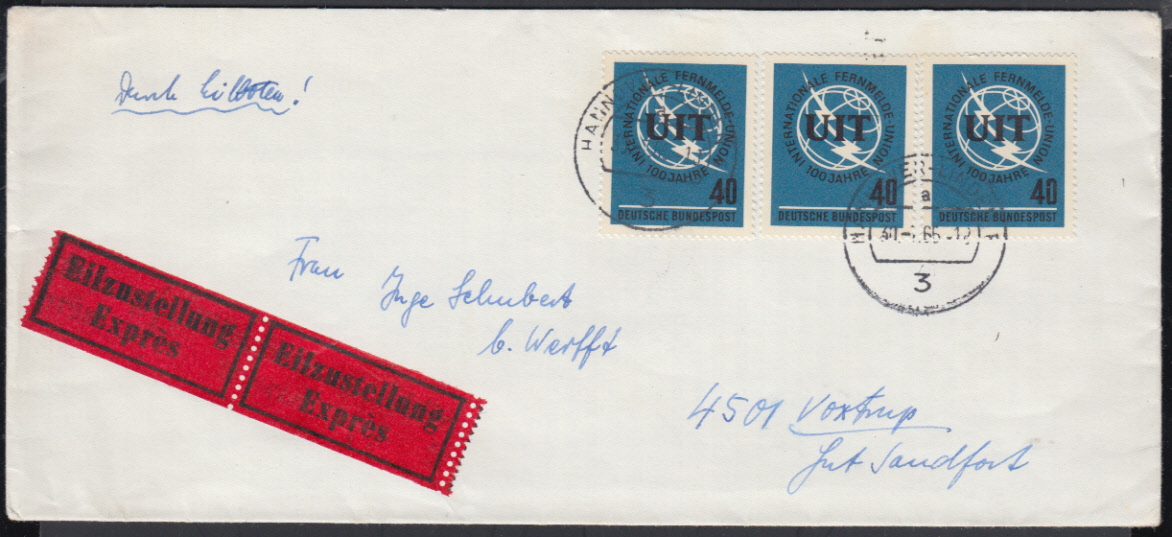 Durch Eilboten!
INTERNATIONALE FERNMELDE-UNION
100 JAHRE
UIT
40
DEUTSCHE BUNDESPOST
INTERNATIONALE FERNMELDE-UNION
100 JAHRE
UIT
40
DEUTSCHE BUNDESPOST
INTERNATIONALE FERNMELDE-UNION
100 JAHRE
UIT
40
DEUTSCHE BUNDESPOST
3
a
3
Eilzustellung
Exprès
Eilzustellung
Exprès
Frau
Inge Schubert
b. Werfft
4501 Voxtrup
Gut Sandfort